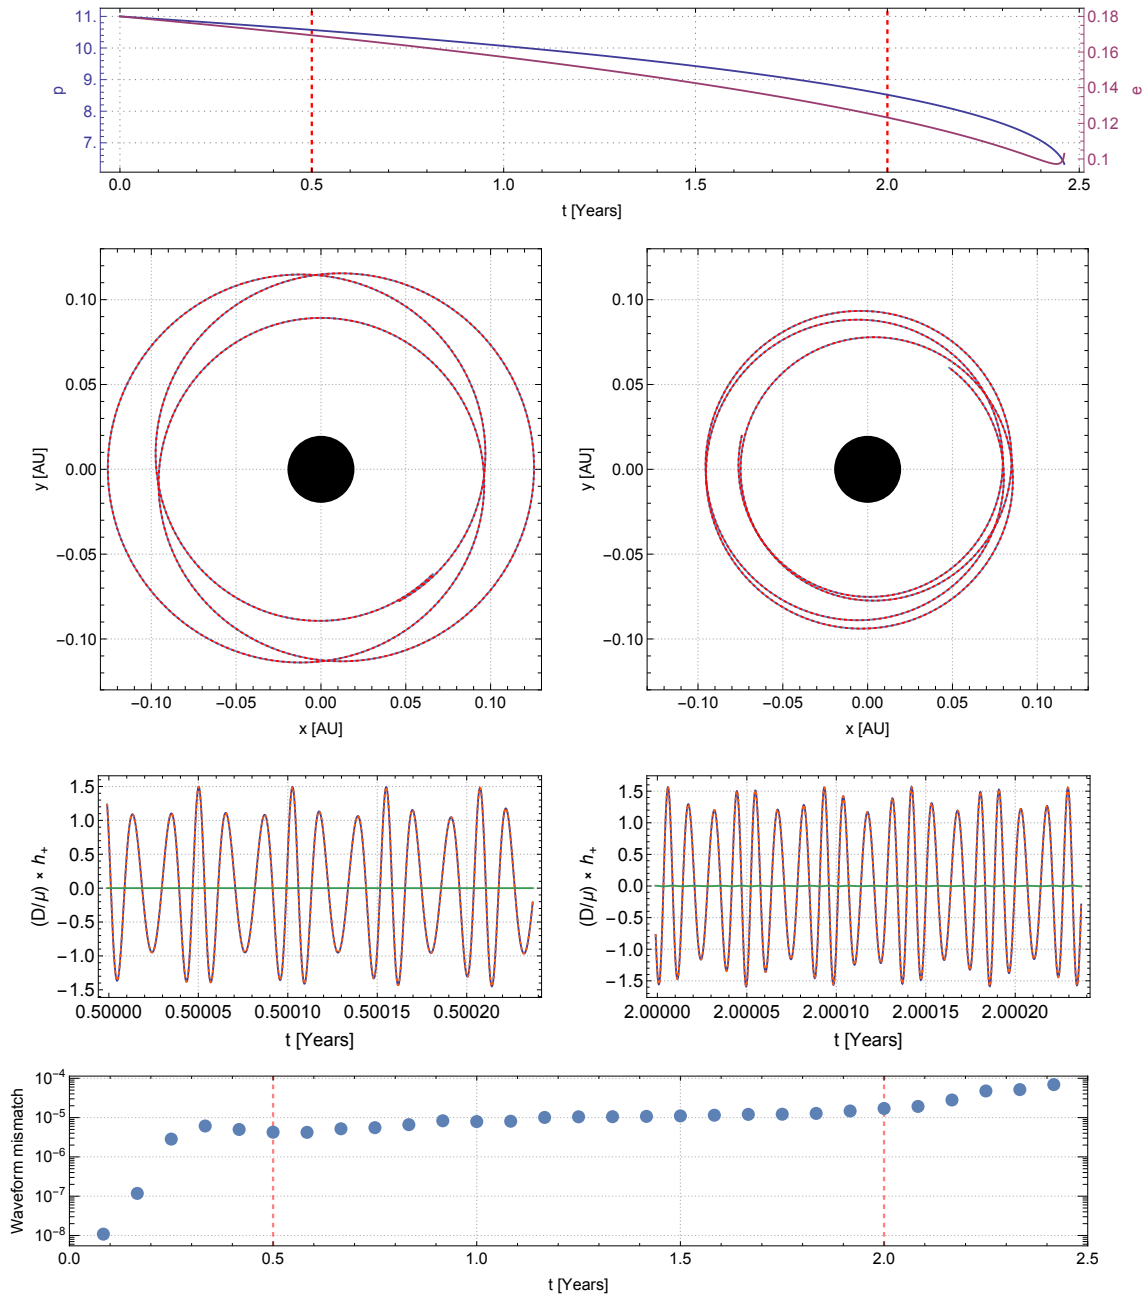 11.
10.
9.
8.
7.
p
0.18
0.16
0.14
0.12
0.1
e
0.0 0.5 1.0 1.5 2.0 2.5
t [Years]
0.10
0.05
0.00
−0.05
−0.10
y [AU]
−0.10 −0.05 0.00 0.05 0.10
x [AU]
0.10
0.05
0.00
−0.05
−0.10
y [AU]
−0.10 −0.05 0.00 0.05 0.10
x [AU]
1.5
1.0
0.5
0.0
−0.5
−1.0
−1.5
(D/μ) × h₊
0.50000 0.50005 0.50010 0.50015 0.50020
t [Years]
1.5
1.0
0.5
0.0
−0.5
−1.0
−1.5
(D/μ) × h₊
2.00000 2.00005 2.00010 2.00015 2.00020
t [Years]
10⁻⁴
10⁻⁵
10⁻⁶
10⁻⁷
10⁻⁸
Waveform mismatch
0.0 0.5 1.0 1.5 2.0 2.5
t [Years]